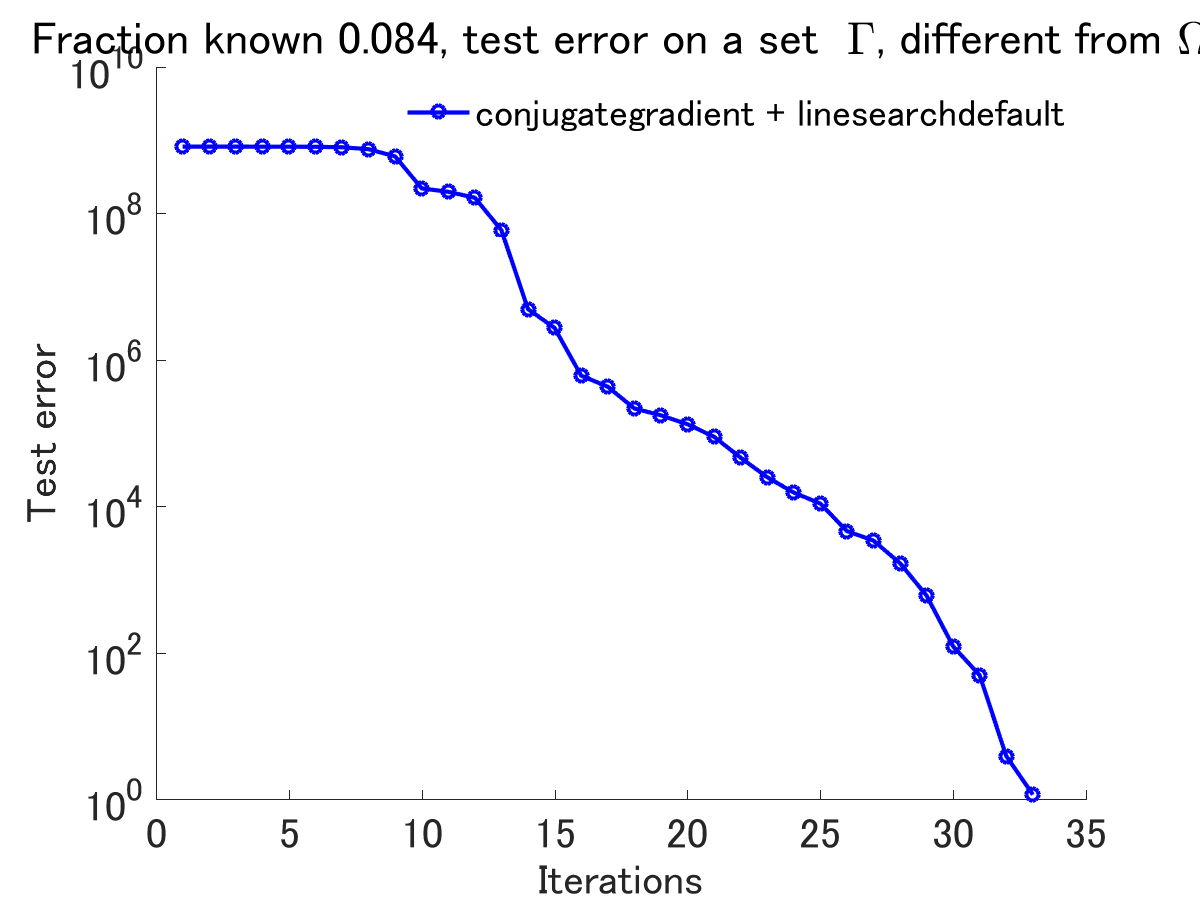 Fraction known 0.084, test error on a set Γ, different from Ω
conjugategradient + linesearchdefault
Test error
10^10
10^8
10^6
10^4
10^2
10^0
0 5 10 15 20 25 30 35
Iterations